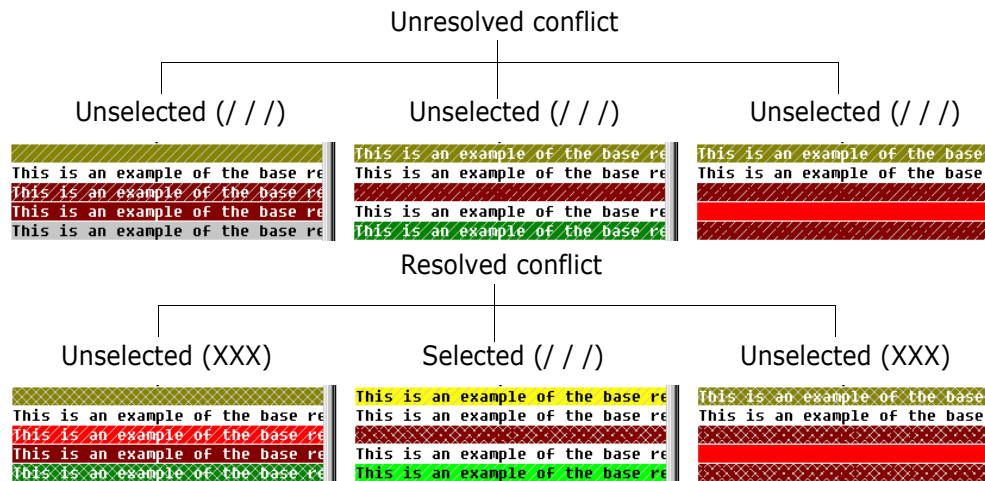 Unresolved conflict
Unselected (/ / /)
This is an example of the base re
This is an example of the base re
This is an example of the base re
This is an example of the base re
Unselected (/ / /)
This is an example of the base re
This is an example of the base re
This is an example of the base re
This is an example of the base re
Unselected (/ / /)
This is an example of the base
This is an example of the base
Resolved conflict
Unselected (XXX)
This is an example of the base re
This is an example of the base re
This is an example of the base re
This is an example of the base re
Selected (/ / /)
This is an example of the base re
This is an example of the base re
This is an example of the base re
This is an example of the base re
Unselected (XXX)
This is an example of the base
This is an example of the base